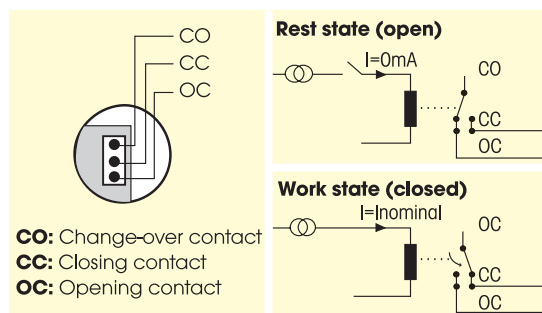 CO
CC
OC
CO: Change-over contact
CC: Closing contact
OC: Opening contact
Rest state (open)
I=0mA
CO
CC
OC
Work state (closed)
I=Inominal
OC
CC
OC